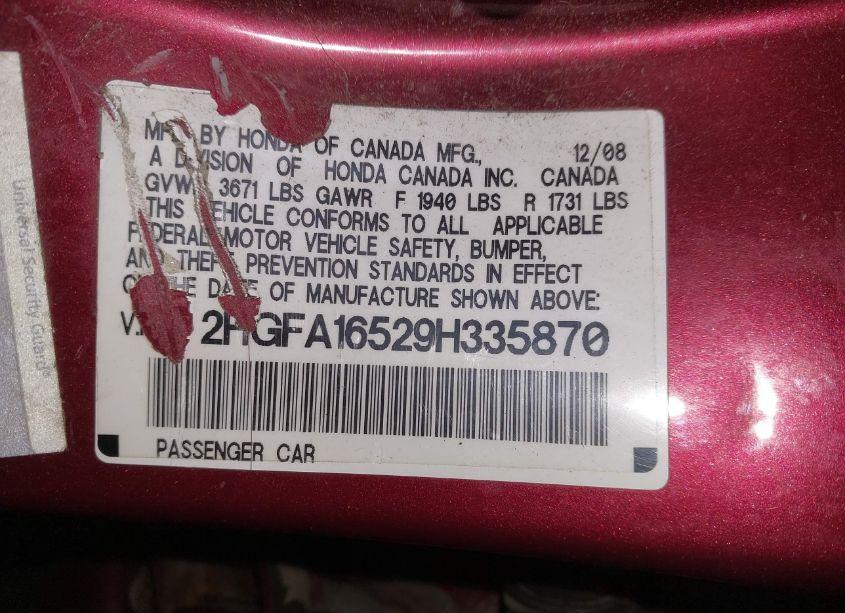 MFD BY HONDA OF CANADA MFG., 12/08
A DIVISION OF HONDA CANADA INC. CANADA
GVWR 3671 LBS GAWR F 1940 LBS R 1731 LBS
THIS VEHICLE CONFORMS TO ALL APPLICABLE
FEDERAL MOTOR VEHICLE SAFETY, BUMPER,
AND THEFT PREVENTION STANDARDS IN EFFECT
ON THE DATE OF MANUFACTURE SHOWN ABOVE:
2HGFA16529H335870
PASSENGER CAR
Universal Security Guard